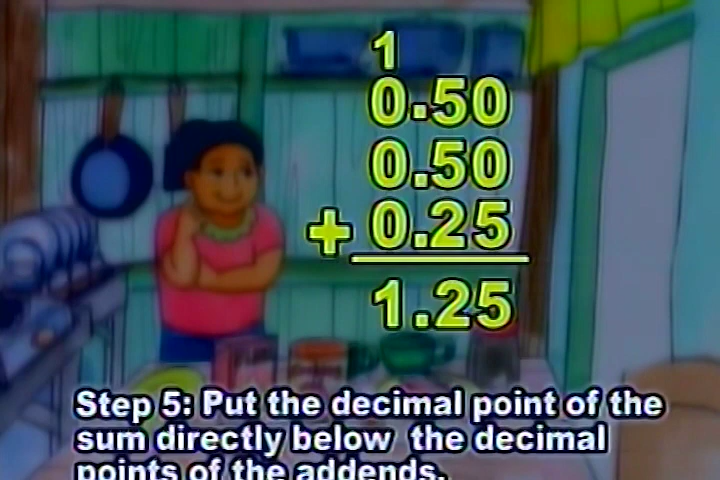 1
0.50
0.50
+ 0.25
1.25
Step 5: Put the decimal point of the
sum directly below the decimal
points of the addends.